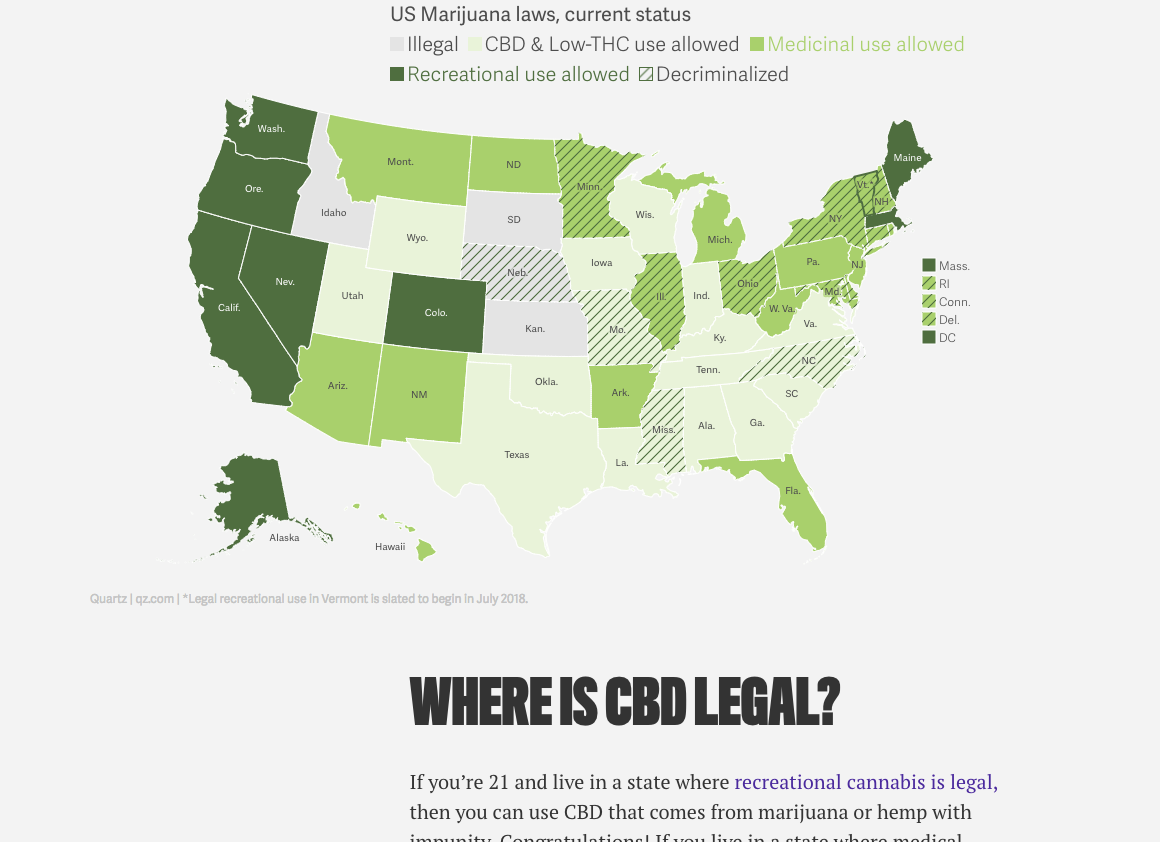 US Marijuana laws, current status
Illegal CBD & Low-THC use allowed Medicinal use allowed
Recreational use allowed Decriminalized
Wash.
Mont.
ND
Minn.
Maine
Ore.
Idaho
SD
Wis.
Vt.*
NH
NY
Wyo.
Mich.
Neb.
Iowa
Pa.
NJ
Mass.
Nev.
Utah
Ill.
Ind.
Ohio
Md.
RI
Calif.
Colo.
W. Va.
Conn.
Kan.
Mo.
Ky.
Va.
Del.
DC
Ariz.
NM
Okla.
Ark.
Tenn.
NC
SC
Texas
La.
Miss.
Ala.
Ga.
Fla.
Alaska
Hawaii
Quartz | qz.com | *Legal recreational use in Vermont is slated to begin in July 2018.
WHERE IS CBD LEGAL?
If you’re 21 and live in a state where recreational cannabis is legal,
then you can use CBD that comes from marijuana or hemp with
impunity. Congratulations! If you live in a state where medical